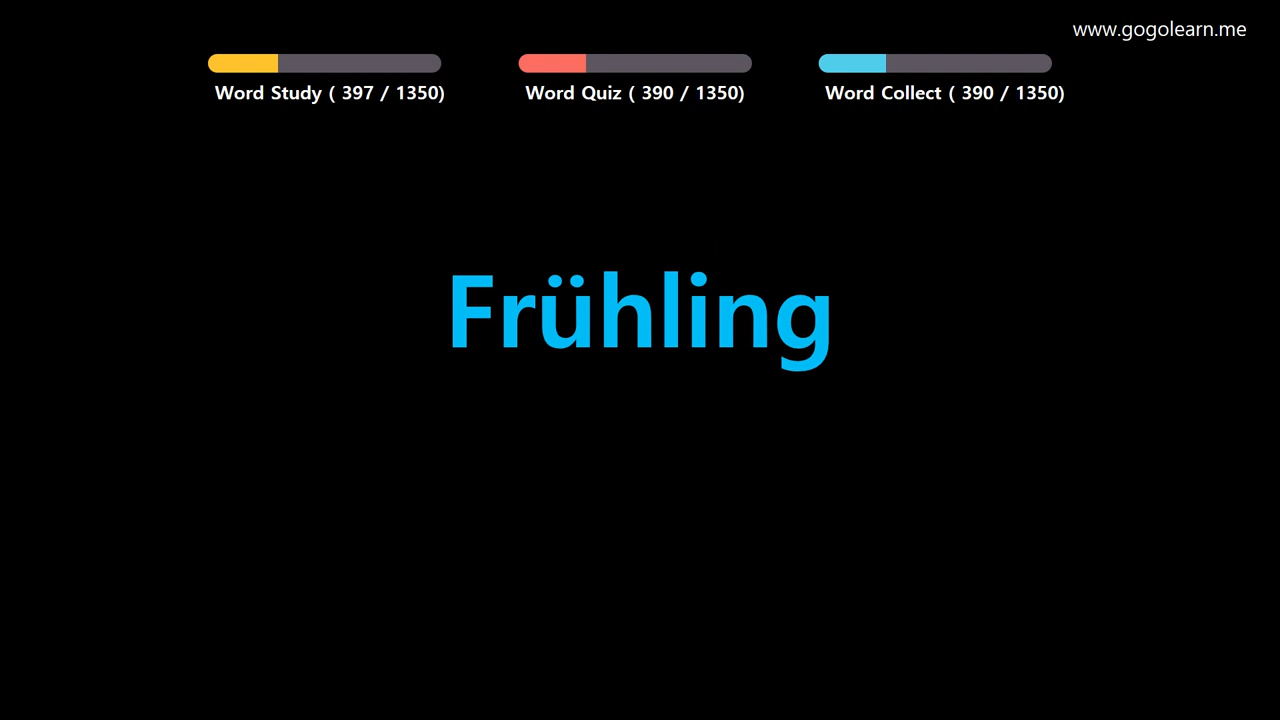 www.gogolearn.me
Word Study ( 397 / 1350)
Word Quiz ( 390 / 1350)
Word Collect ( 390 / 1350)
Frühling